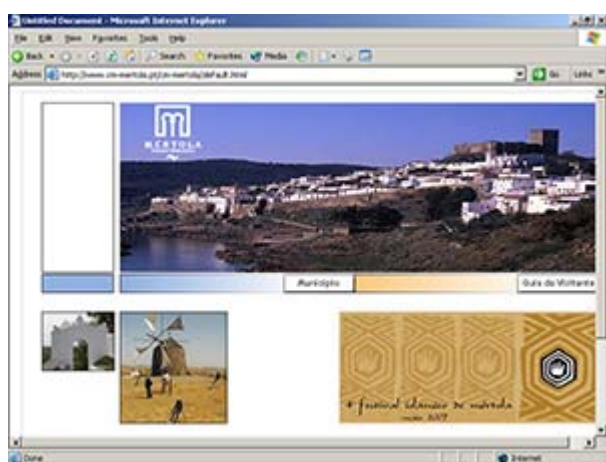 Untitled Document - Microsoft Internet Explorer
File Edit View Favorites Tools Help
Back Search Favorites Media
Address http://www.cm-mertola.pt/cm-mertola/default.html Go Links
MERTOLA
Município Guia do Visitante
festival islâmico de mértola
Done Internet